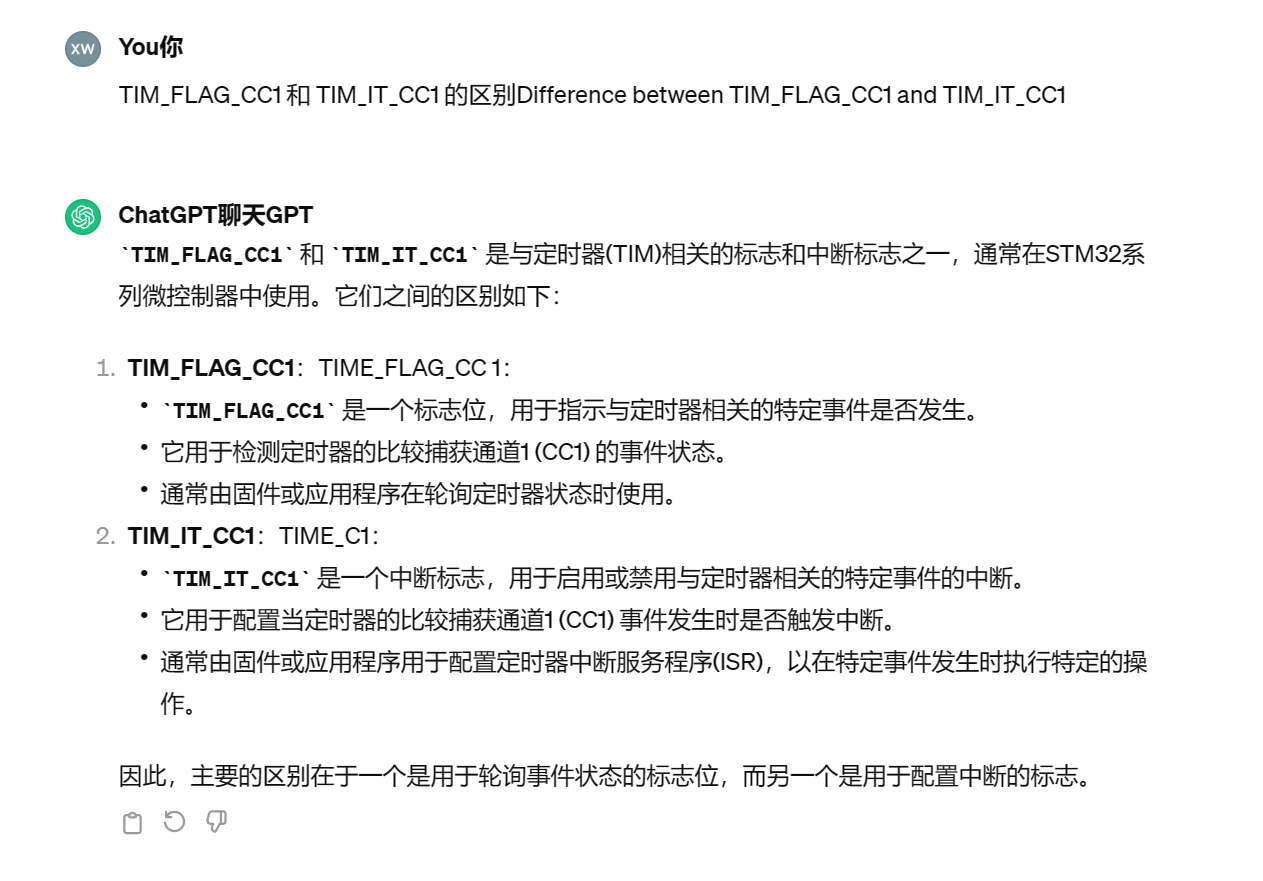 XW
You你
TIM_FLAG_CC1 和 TIM_IT_CC1 的区别Difference between TIM_FLAG_CC1 and TIM_IT_CC1
ChatGPT聊天GPT
`TIM_FLAG_CC1` 和 `TIM_IT_CC1` 是与定时器(TIM)相关的标志和中断标志之一，通常在STM32系
列微控制器中使用。它们之间的区别如下：
1. TIM_FLAG_CC1：TIME_FLAG_CC 1:
• `TIM_FLAG_CC1` 是一个标志位，用于指示与定时器相关的特定事件是否发生。
• 它用于检测定时器的比较捕获通道1 (CC1) 的事件状态。
• 通常由固件或应用程序在轮询定时器状态时使用。
2. TIM_IT_CC1：TIME_C1:
• `TIM_IT_CC1` 是一个中断标志，用于启用或禁用与定时器相关的特定事件的中断。
• 它用于配置当定时器的比较捕获通道1 (CC1) 事件发生时是否触发中断。
• 通常由固件或应用程序用于配置定时器中断服务程序(ISR)，以在特定事件发生时执行特定的操
作。
因此，主要的区别在于一个是用于轮询事件状态的标志位，而另一个是用于配置中断的标志。